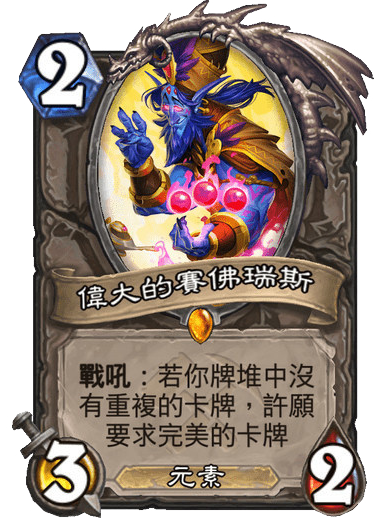 2
偉大的賽佛瑞斯
戰吼：若你牌堆中沒
有重複的卡牌，許願
要求完美的卡牌
3
元素
2